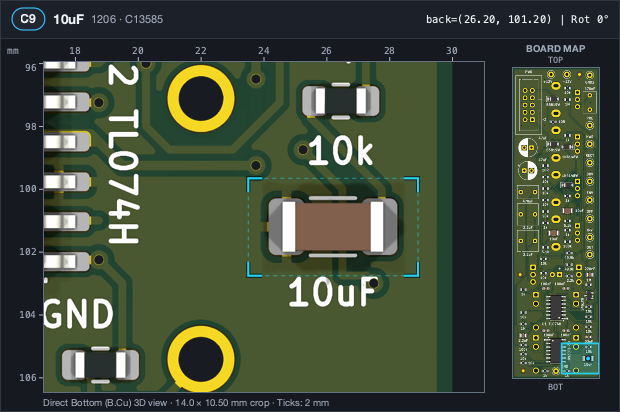 C9 10uF 1206 · C13585 back=(26.20, 101.20) | Rot 0°
mm 18 20 22 24 26 28 30
BOARD MAP
TOP
96
98
100
102
104
106
2 TL074H
10k
10uF
GND
BOT
Direct Bottom (B.Cu) 3D view · 14.0 × 10.50 mm crop · Ticks: 2 mm